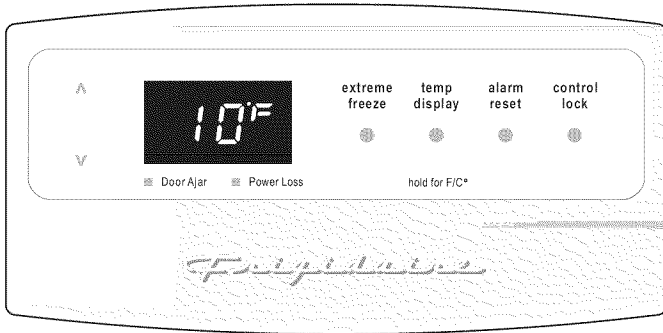 extreme freeze
temp display
alarm reset
control lock
10°F
Door Ajar
Power Loss
hold for F/C°
Frigidaire